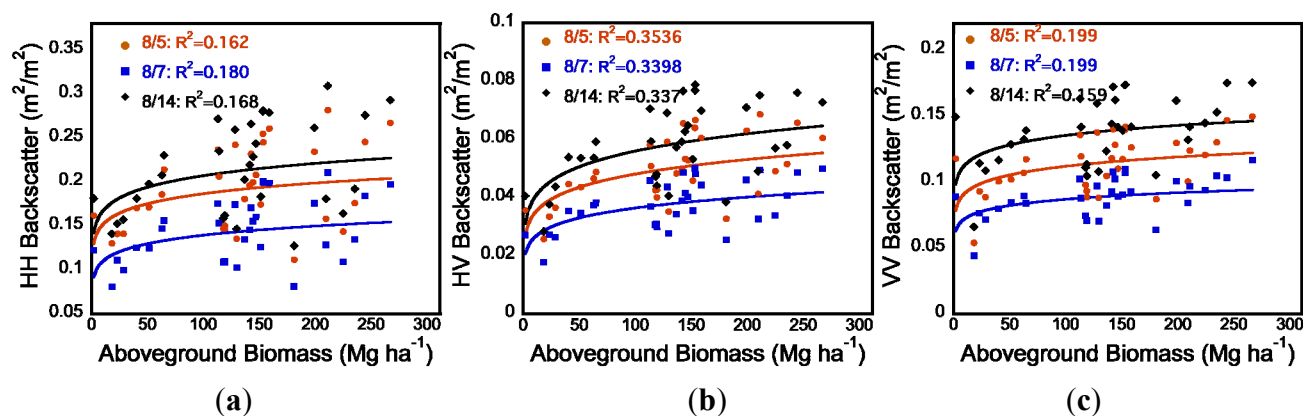 HH Backscatter (m²/m²)
0.35
0.3
0.25
0.2
0.15
0.1
0.05
8/5: R²=0.162
8/7: R²=0.180
8/14: R²=0.168
0 50 100 150 200 250 300
Aboveground Biomass (Mg ha⁻¹)
(a)
HV Backscatter (m²/m²)
0.1
0.08
0.06
0.04
0.02
0
8/5: R²=0.3536
8/7: R²=0.3398
8/14: R²=0.337
0 50 100 150 200 250 300
Aboveground Biomass (Mg ha⁻¹)
(b)
VV Backscatter (m²/m²)
0.2
0.15
0.1
0.05
0
8/5: R²=0.199
8/7: R²=0.199
8/14: R²=0.159
0 50 100 150 200 250 300
Aboveground Biomass (Mg ha⁻¹)
(c)